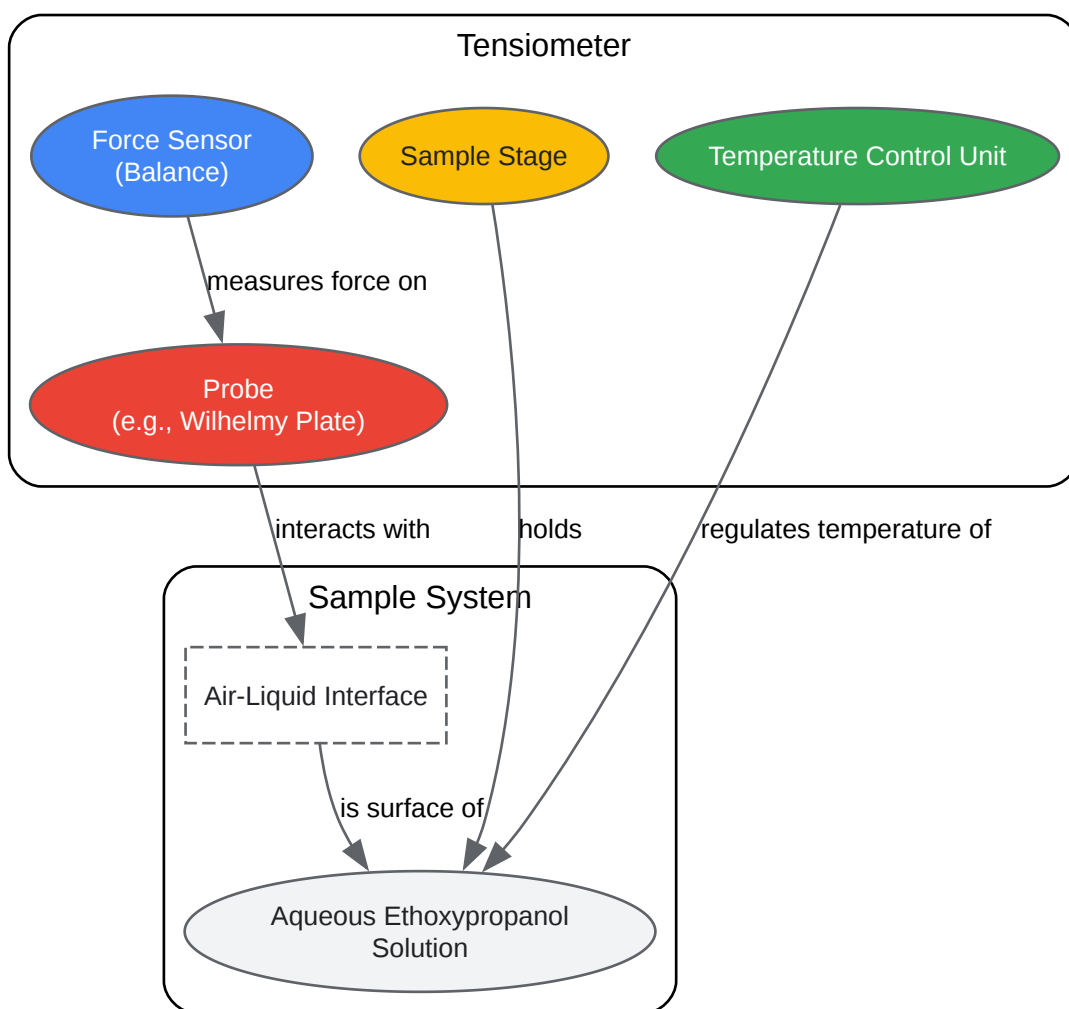 Tensiometer
Force Sensor
(Balance)
Sample Stage
Temperature Control Unit
measures force on
Probe
(e.g., Wilhelmy Plate)
interacts with
holds
regulates temperature of
Sample System
Air-Liquid Interface
is surface of
Aqueous Ethoxypropanol
Solution